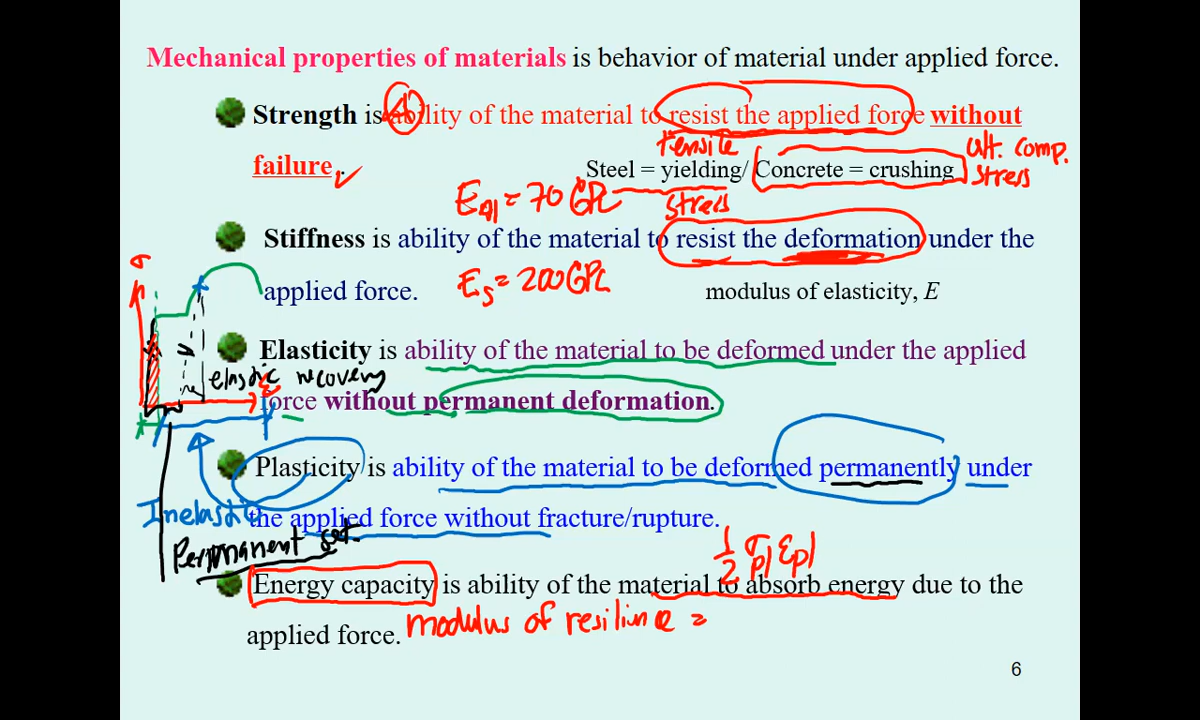 Mechanical properties of materials is behavior of material under applied force.
Strength is ability of the material to resist the applied force without
failure.
tensile
ult. comp.
Steel = yielding/ Concrete = crushing
stress
E_al = 70 GPa
stress
Stiffness is ability of the material to resist the deformation under the
σ
applied force.
E_s = 200 GPa
modulus of elasticity, E
Elasticity is ability of the material to be deformed under the applied
elastic recovery
ε
force without permanent deformation.
Plasticity is ability of the material to be deformed permanently under
Inelastic
the applied force without fracture/rupture.
Permanent set.
1/2 σpl εpl
Energy capacity is ability of the material to absorb energy due to the
applied force.
modulus of resilince =
6